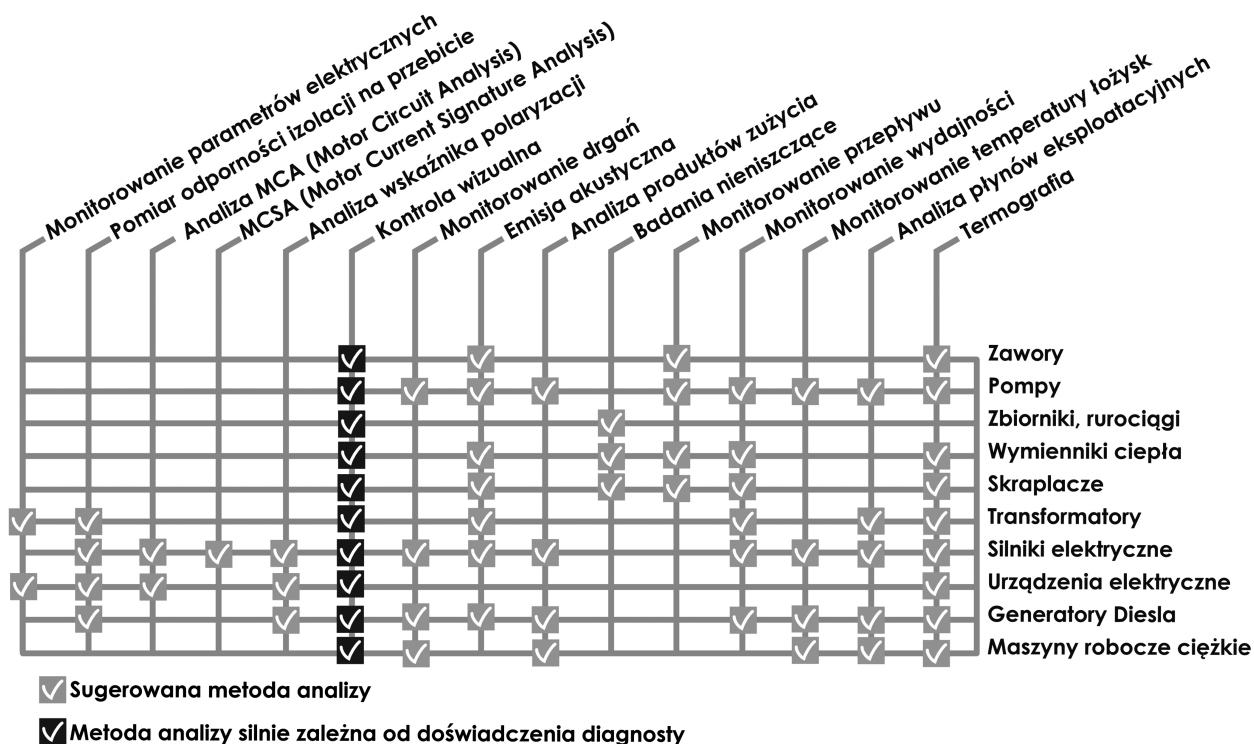 Monitorowanie parametrów elektrycznych
Pomiar odporności izolacji na przebicie
Analiza MCA (Motor Circuit Analysis)
MCSA (Motor Current Signature Analysis)
Analiza wskaźnika polaryzacji
Kontrola wizualna
Monitorowanie drgań
Emisja akustyczna
Analiza produktów zużycia
Badania nieniszczące
Monitorowanie przepływu
Monitorowanie wydajności
Monitorowanie temperatury łożysk
Analiza płynów eksploatacyjnych
Termografia
Zawory
Pompy
Zbiorniki, rurociągi
Wymienniki ciepła
Skraplacze
Transformatory
Silniki elektryczne
Urządzenia elektryczne
Generatory Diesla
Maszyny robocze ciężkie
Sugerowana metoda analizy
Metoda analizy silnie zależna od doświadczenia diagnosty